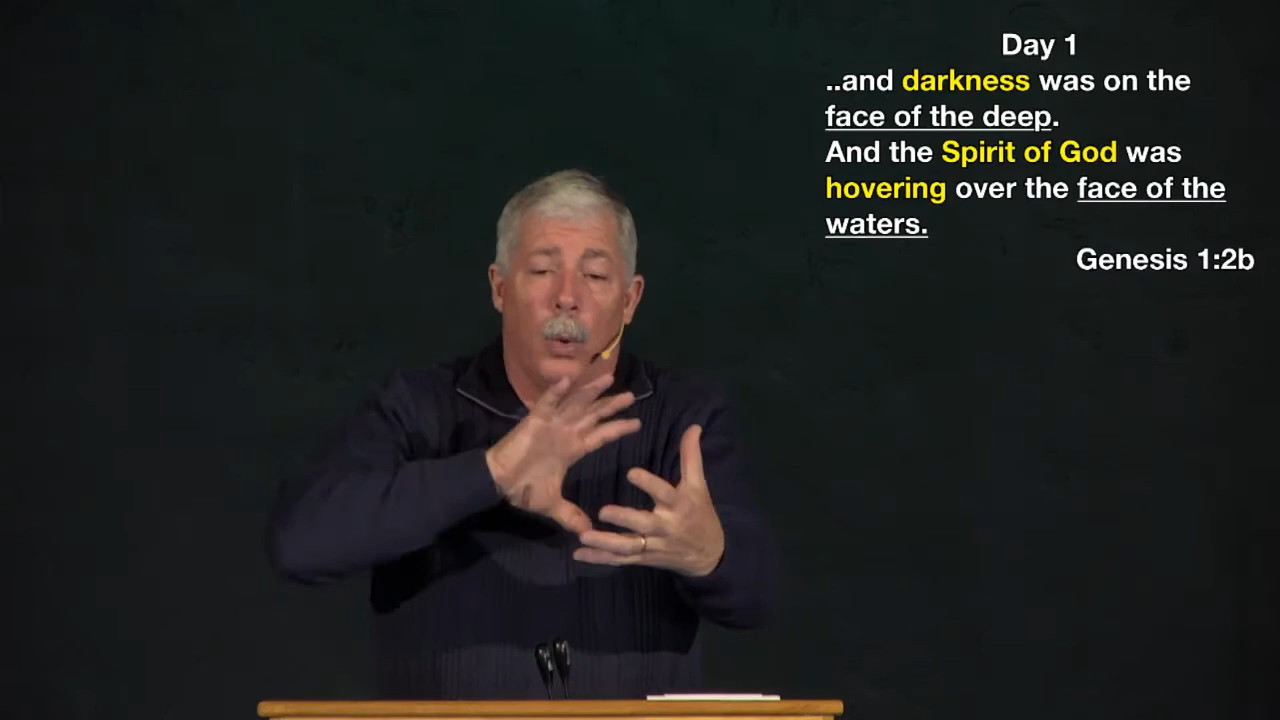 Day 1
..and darkness was on the
face of the deep.
And the Spirit of God was
hovering over the face of the
waters.
Genesis 1:2b